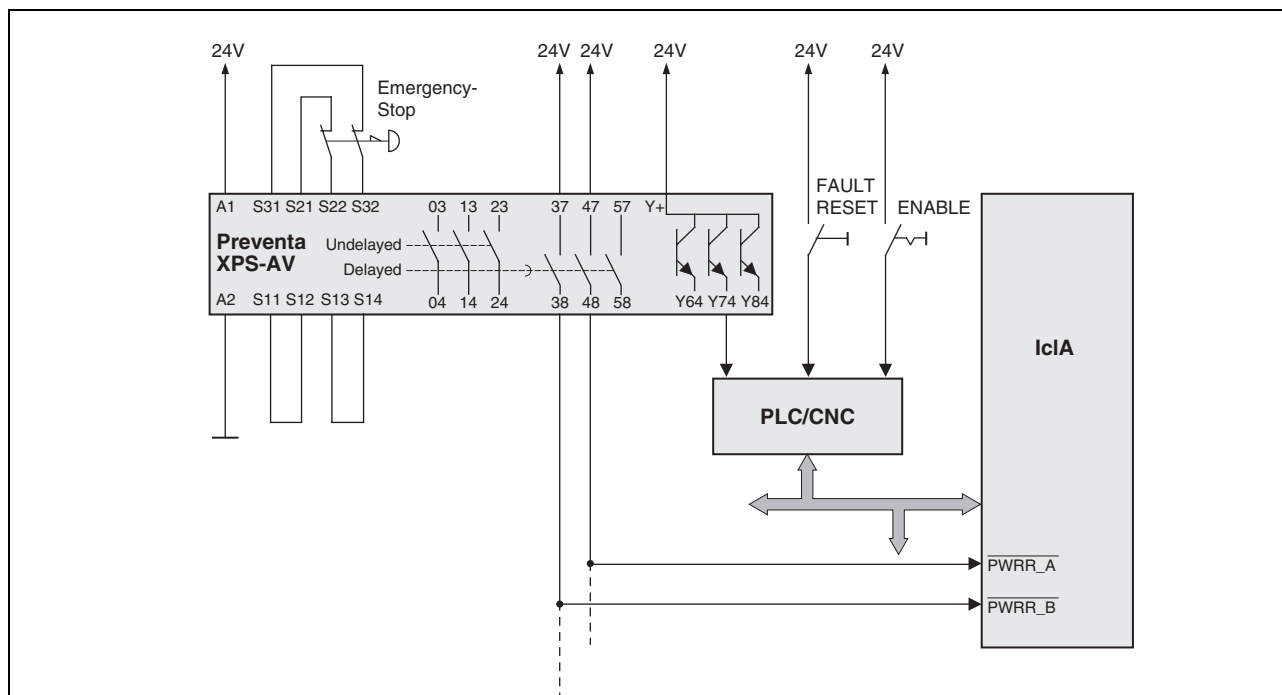 24V 24V 24V 24V 24V 24V
Emergency-
Stop
FAULT
RESET
ENABLE
A1 S31 S21 S22 S32 03 13 23 37 47 57 Y+
Preventa
XPS-AV
Undelayed
Delayed
A2 S11 S12 S13 S14 04 14 24 38 48 58 Y64 Y74 Y84
IclA
PLC/CNC
PWRR_A
PWRR_B